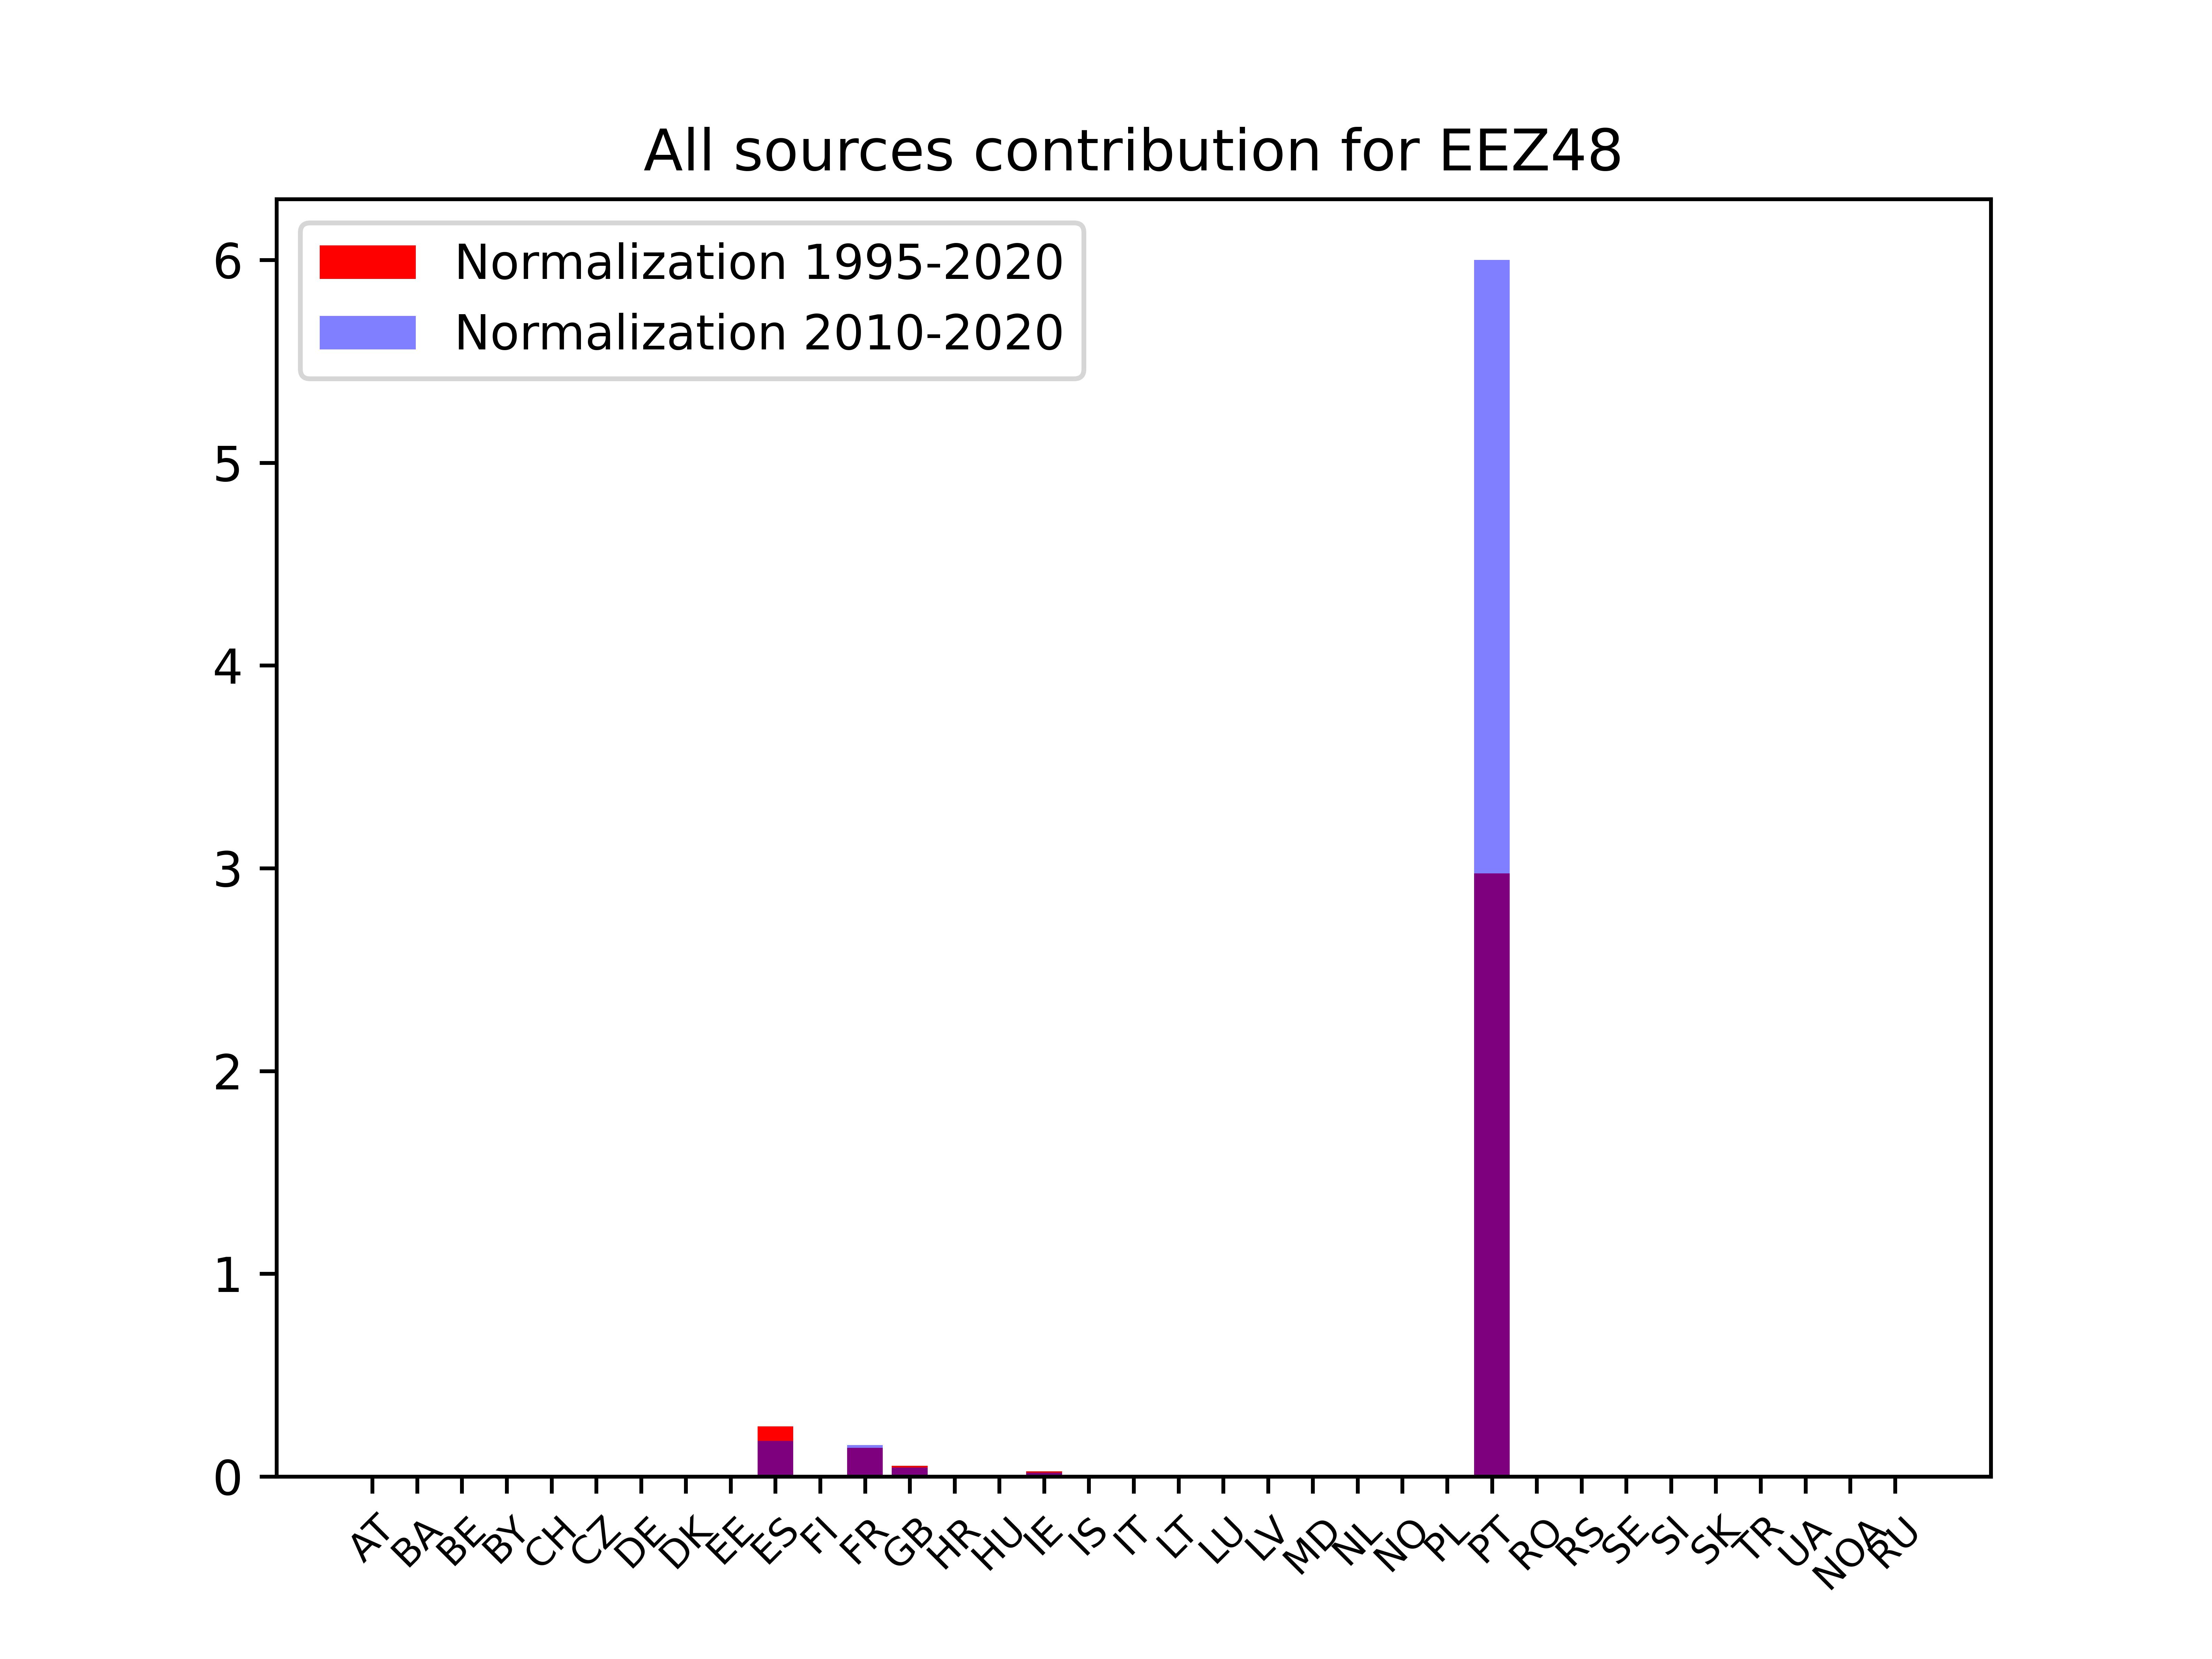 All sources contribution for EEZ48
Normalization 1995-2020
Normalization 2010-2020
6
5
4
3
2
1
0
AT
BA
BE
BY
CH
CZ
DE
DK
EE
ES
FI
FR
GB
HR
HU
IE
IS
IT
LT
LU
LV
MD
NL
NO
PL
PT
RO
RS
SE
SI
SK
TR
UA
NOA
RU